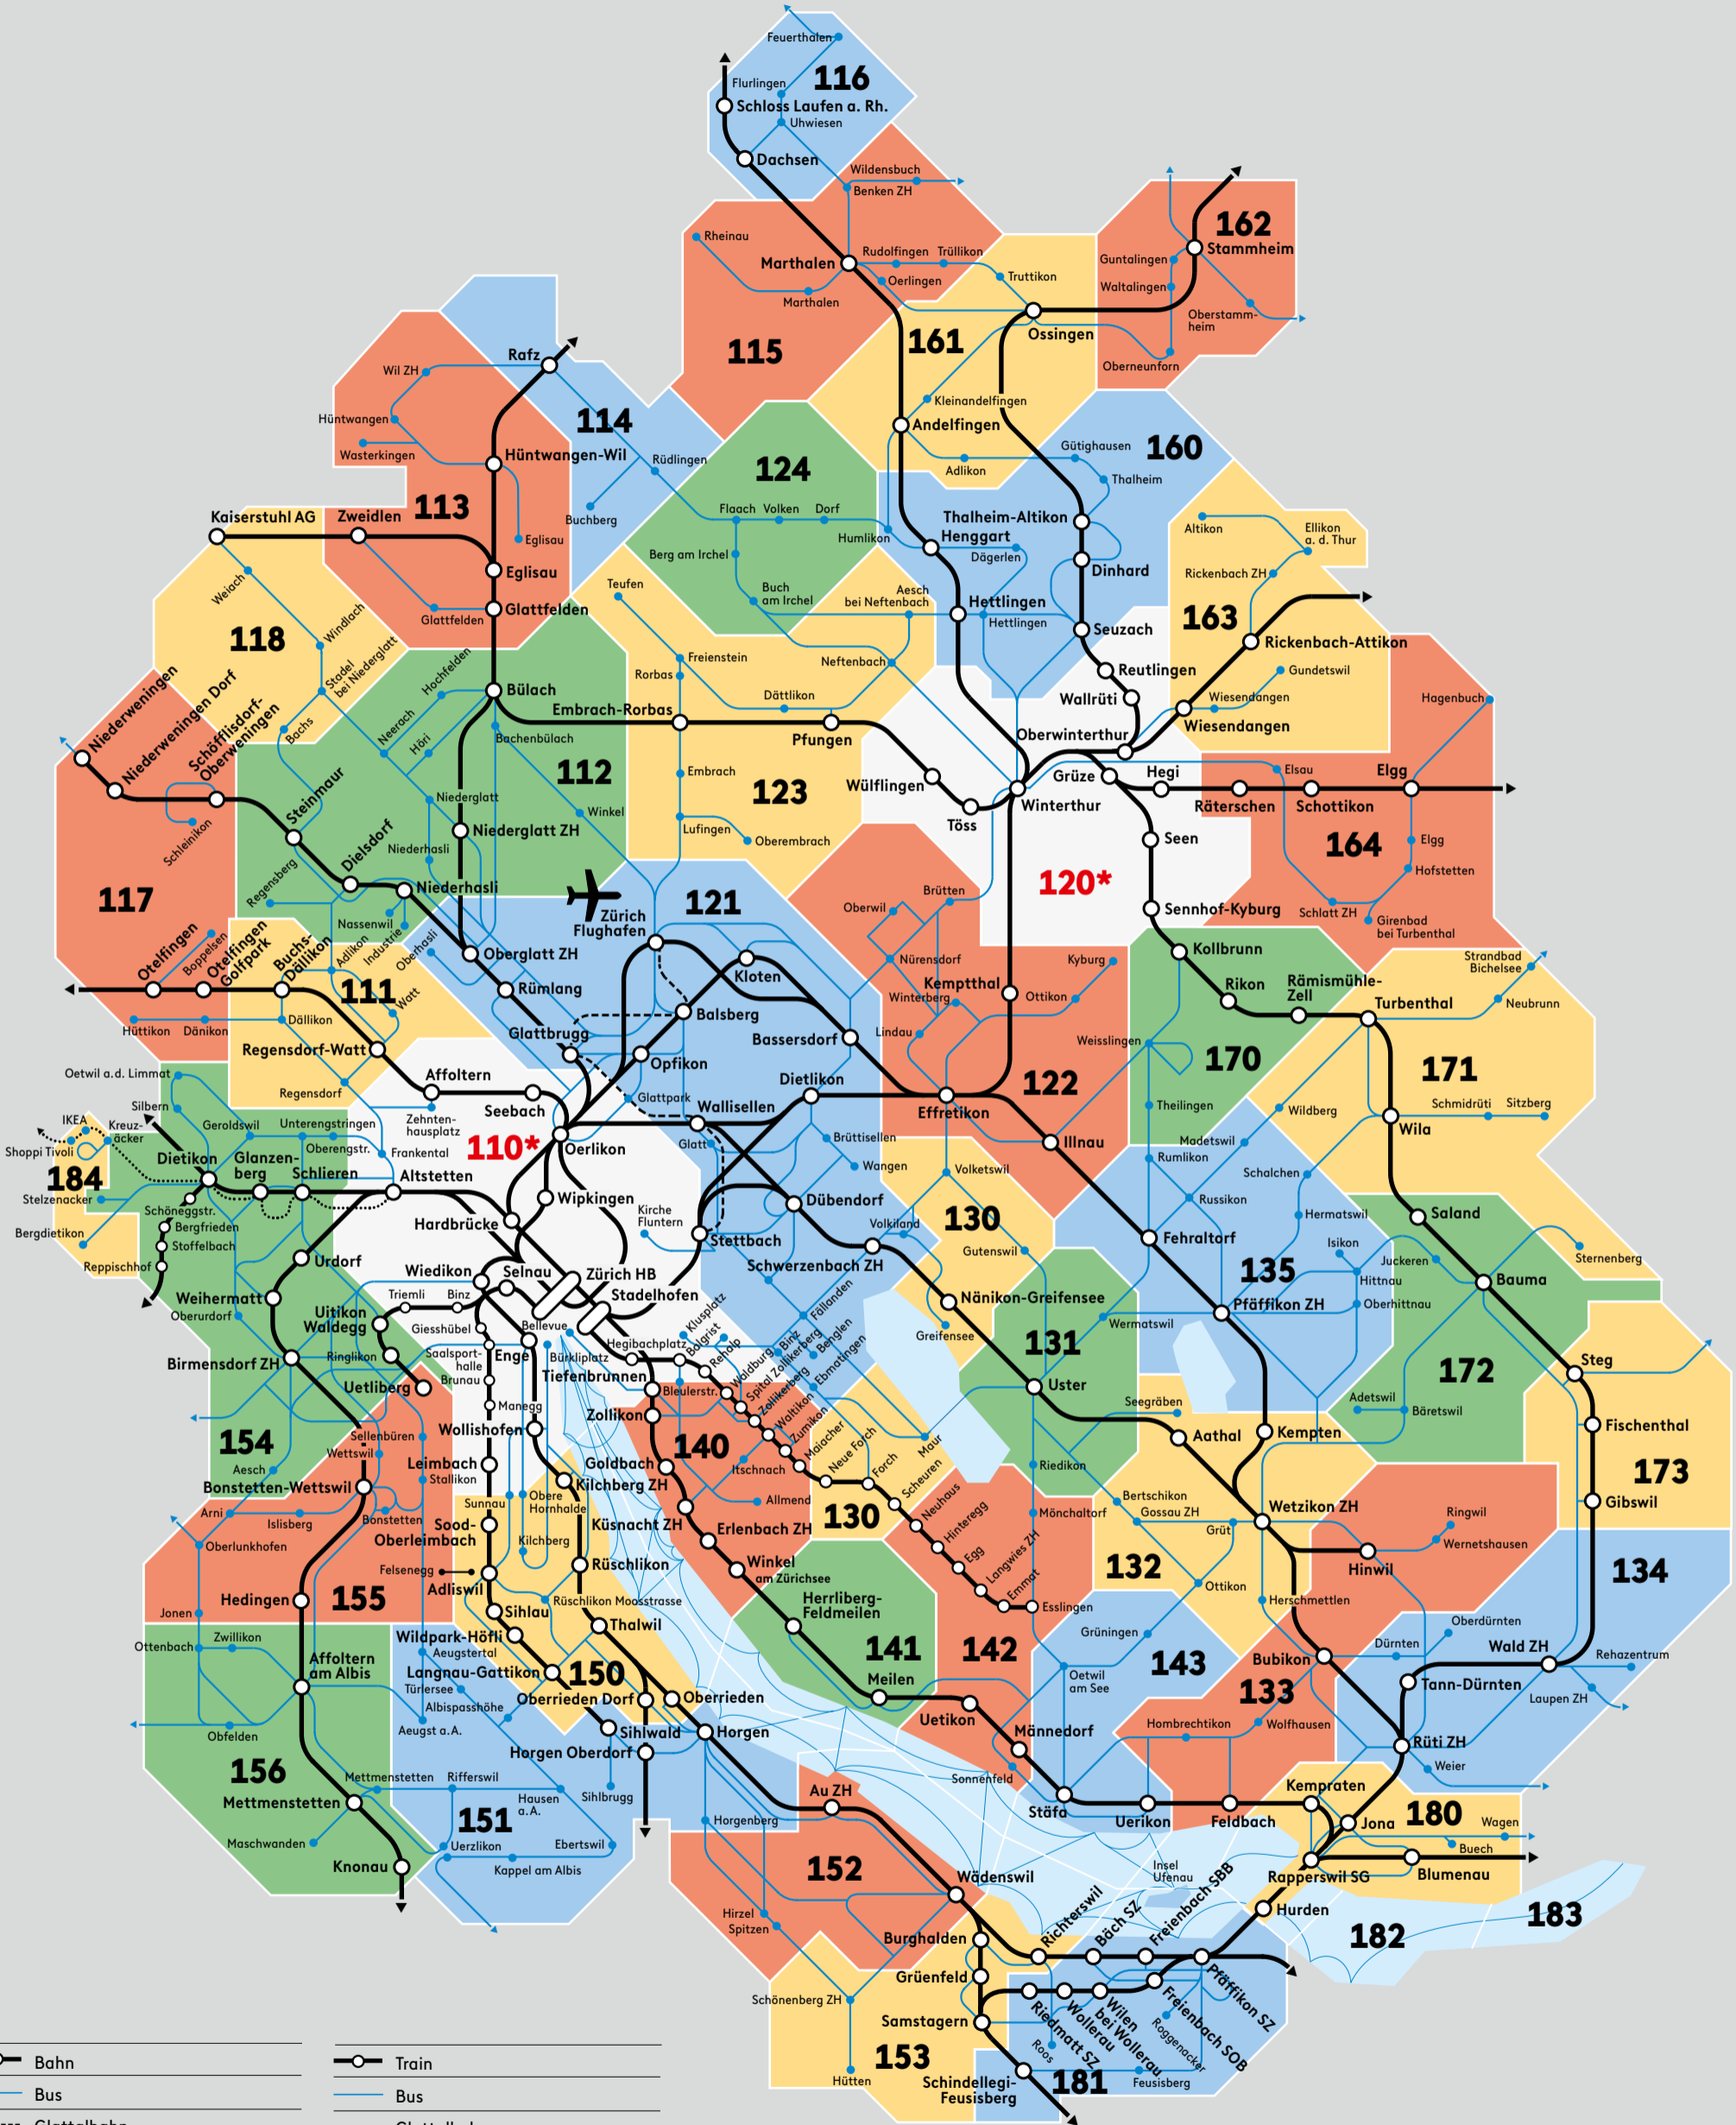 Feuerthalen
116
Flurlingen
Schloss Laufen a. Rh.
Uhwiesen
Dachsen
Wildensbuch
Benken ZH
162
Rheinau
Stammheim
Marthalen
Rudolfingen
Trüllikon
Guntalingen
Oerlingen
Truttikon
Waltalingen
Marthalen
Oberstamm-
heim
Ossingen
115
161
Rafz
Oberneunforn
Wil ZH
Kleinandelfingen
Hüntwangen
114
Andelfingen
Wasterkingen
Hüntwangen-Wil
Rüdlingen
124
Gütighausen
160
Adlikon
Thalheim
Kaiserstuhl AG
Zweidlen
113
Buchberg
Flaach
Volken
Dorf
Thalheim-Altikon
Altikon
Ellikon
a. d. Thur
Eglisau
Humlikon
Henggart
Berg am Irchel
Dägerlen
Eglisau
Dinhard
Rickenbach ZH
Weiach
Teufen
Buch
am Irchel
Aesch
bei Neftenbach
Hettlingen
Glattfelden
Glattfelden
Hettlingen
163
118
Windlach
Seuzach
Rickenbach-Attikon
Stadel
bei Niederglatt
Hochfelden
Freienstein
Neftenbach
Reutlingen
Gundetswil
Niederweningen
Rorbas
Bülach
Dättlikon
Wallrüti
Wiesendangen
Hagenbuch
Niederweningen Dorf
Embrach-Rorbas
Wiesendangen
Schöfflisdorf-
Oberweningen
Bachs
Neerach
Höri
Bachenbülach
Pfungen
Oberwinterthur
112
Embrach
123
Wülflingen
Grüze
Hegi
Elsau
Elgg
Steinmaur
Niederglatt
Winkel
Winterthur
Räterschen
Schottikon
Schleinikon
Töss
Niederglatt ZH
Lufingen
Oberembrach
Seen
164
Elgg
Dielsdorf
Niederhasli
Hofstetten
117
Regensberg
Niederhasli
120*
Nassenwil
121
Brütten
Oberwil
Zürich
Flughafen
Sennhof-Kyburg
Schlatt ZH
Girenbad
bei Turbenthal
Otelfingen
Boppelsen
Otelfingen
Golfpark
Buchs-
Dällikon
Adlikon
Industrie
Oberhasli
Oberglatt ZH
Kloten
Nürensdorf
Kyburg
Kollbrunn
Strandbad
Bichelsee
111
Watt
Rümlang
Kemptthal
Winterberg
Ottikon
Rikon
Rämismühle-
Zell
Turbenthal
Neubrunn
Hüttikon
Dänikon
Dällikon
Glattbrugg
Balsberg
Bassersdorf
Lindau
Weisslingen
Regensdorf-Watt
Opfikon
170
171
Oetwil a.d. Limmat
Regensdorf
Affoltern
Dietlikon
122
Seebach
Glattpark
Wallisellen
Effretikon
Theilingen
Wildberg
Schmidrüti
Sitzberg
IKEA
Silbern
Kreuz-
äcker
Geroldswil
Unterengstringen
Zehnten-
hausplatz
Wila
Oberengstr.
Frankental
110*
Oerlikon
Glatt
Brüttisellen
Illnau
Madetswil
Shoppi Tivoli
Dietikon
Glanzen-
berg
Schlieren
Altstetten
Wangen
Volketswil
Rumlikon
Schalchen
184
Stelzenacker
Wipkingen
Dübendorf
Russikon
Schöneggstr.
Hardbrücke
Kirche
Fluntern
Hermatswil
Saland
Bergdietikon
Bergfrieden
Stettbach
Volkiland
130
Fehraltorf
Stoffelbach
Urdorf
Schwerzenbach ZH
Gutenswil
Isikon
Juckeren
Sternenberg
Reppischhof
Wiedikon
Selnau
Zürich HB
Stadelhofen
135
Hittnau
Bauma
Weihermatt
Triemli
Binz
Oberurdorf
Uitikon
Waldegg
Giesshübel
Bellevue
Klusplatz
Fällanden
Nänikon-Greifensee
Pfäffikon ZH
Oberhittnau
Ringlikon
Saalsport-
halle
Enge
Bürkliplatz
Hegibachplatz
Balgrist
Rehalp
Binz
Benglen
Greifensee
Wermatswil
Birmensdorf ZH
Tiefenbrunnen
Waldburg
Spital Zollikerberg
Ebmatingen
131
Steg
Uetliberg
Brunau
Bleulerstr.
Zollikerberg
Uster
172
Manegg
Zollikon
Waltikon
Zumikon
Seegräben
Adetswil
Bäretswil
154
Sellenbüren
Wollishofen
140
Maiacher
Neue Forch
Maur
Aathal
Kempten
Fischenthal
Wettswil
Aesch
Stallikon
Leimbach
Goldbach
Itschnach
Forch
Riedikon
173
Bonstetten-Wettswil
Kilchberg ZH
Scheuren
Arni
Islisberg
Bonstetten
Sunnau
Obere
Hornhalde
Allmend
130
Neuhaus
Mönchaltorf
Bertschikon
Gossau ZH
Wetzikon ZH
Gibswil
Sood-
Oberleimbach
Küsnacht ZH
Erlenbach ZH
Hinteregg
Grüt
Ringwil
Oberlunkhofen
Kilchberg
Wernetshausen
Felsenegg
Rüschlikon
Winkel
am Zürichsee
Egg
Langwies ZH
132
Hinwil
134
Adliswil
Emmat
Ottikon
Hedingen
155
Rüschlikon Moosstrasse
Herrliberg-
Feldmeilen
Esslingen
Herschmettlen
Jonen
Sihlau
Thalwil
Oberdürnten
Ottenbach
Zwillikon
Wildpark-Höfli
141
142
Grüningen
Dürnten
Wald ZH
Affoltern
am Albis
Aeugstertal
Langnau-Gattikon
150
Meilen
Oetwil
am See
143
Bubikon
Rehazentrum
Türlersee
Oberrieden Dorf
Oberrieden
Tann-Dürnten
Albispasshöhe
Uetikon
133
Laupen ZH
Obfelden
Aeugst a.A.
Sihlwald
Horgen
Männedorf
Hombrechtikon
Wolfhausen
Horgen Oberdorf
Rüti ZH
156
Mettmenstetten
Rifferswil
Sonnenfeld
Weier
Mettmenstetten
Hausen
a.A.
Sihlbrugg
Au ZH
Stäfa
Kempraten
151
Horgenberg
Uerikon
Feldbach
Jona
180
Wagen
Maschwanden
Uerzlikon
Ebertswil
Buech
Knonau
Kappel am Albis
152
Wädenswil
Insel
Ufenau
Rapperswil SG
Blumenau
Hirzel
Spitzen
Richterswil
Bäch SZ
Freienbach SBB
Hurden
182
183
Burghalden
Grüenfeld
Pfäffikon SZ
Schönenberg ZH
Samstagern
Riedmatt SZ
Wollerau
Wilen
bei Wollerau
Freienbach SOB
Roos
Roggenacker
153
Hütten
Schindellegi-
Feusisberg
181
Feusisberg
Bahn
Train
Bus
Bus